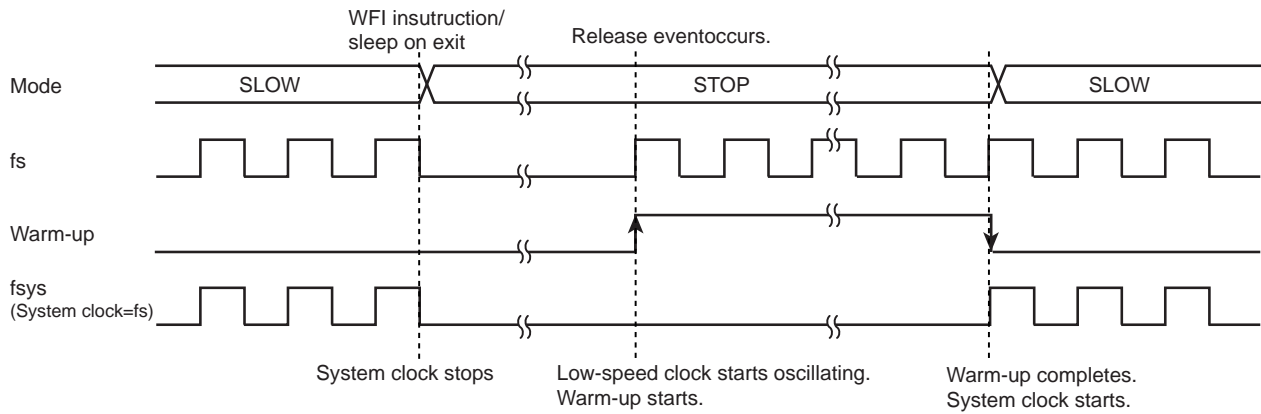 WFI insutruction/
sleep on exit
Release eventoccurs.
Mode
SLOW
STOP
SLOW
fs
Warm-up
fsys
(System clock=fs)
System clock stops
Low-speed clock starts oscillating.
Warm-up starts.
Warm-up completes.
System clock starts.